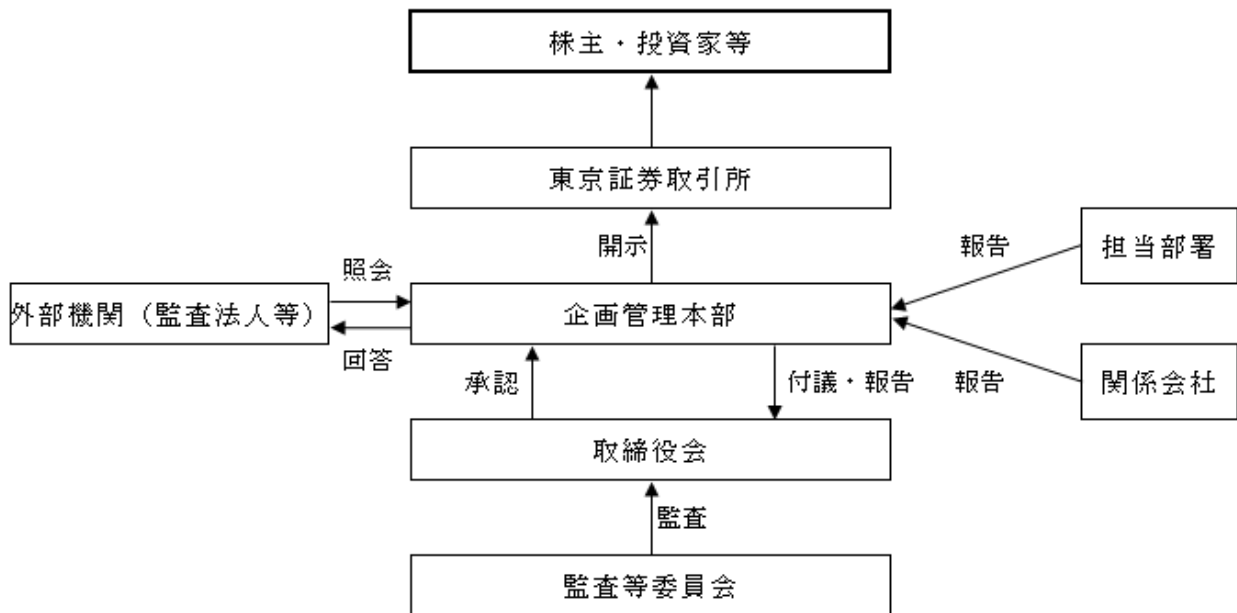 株主・投資家等
東京証券取引所
開示
報告
担当部署
照会
外部機関（監査法人等）
企画管理本部
回答
承認
付議・報告
報告
関係会社
取締役会
監査
監査等委員会